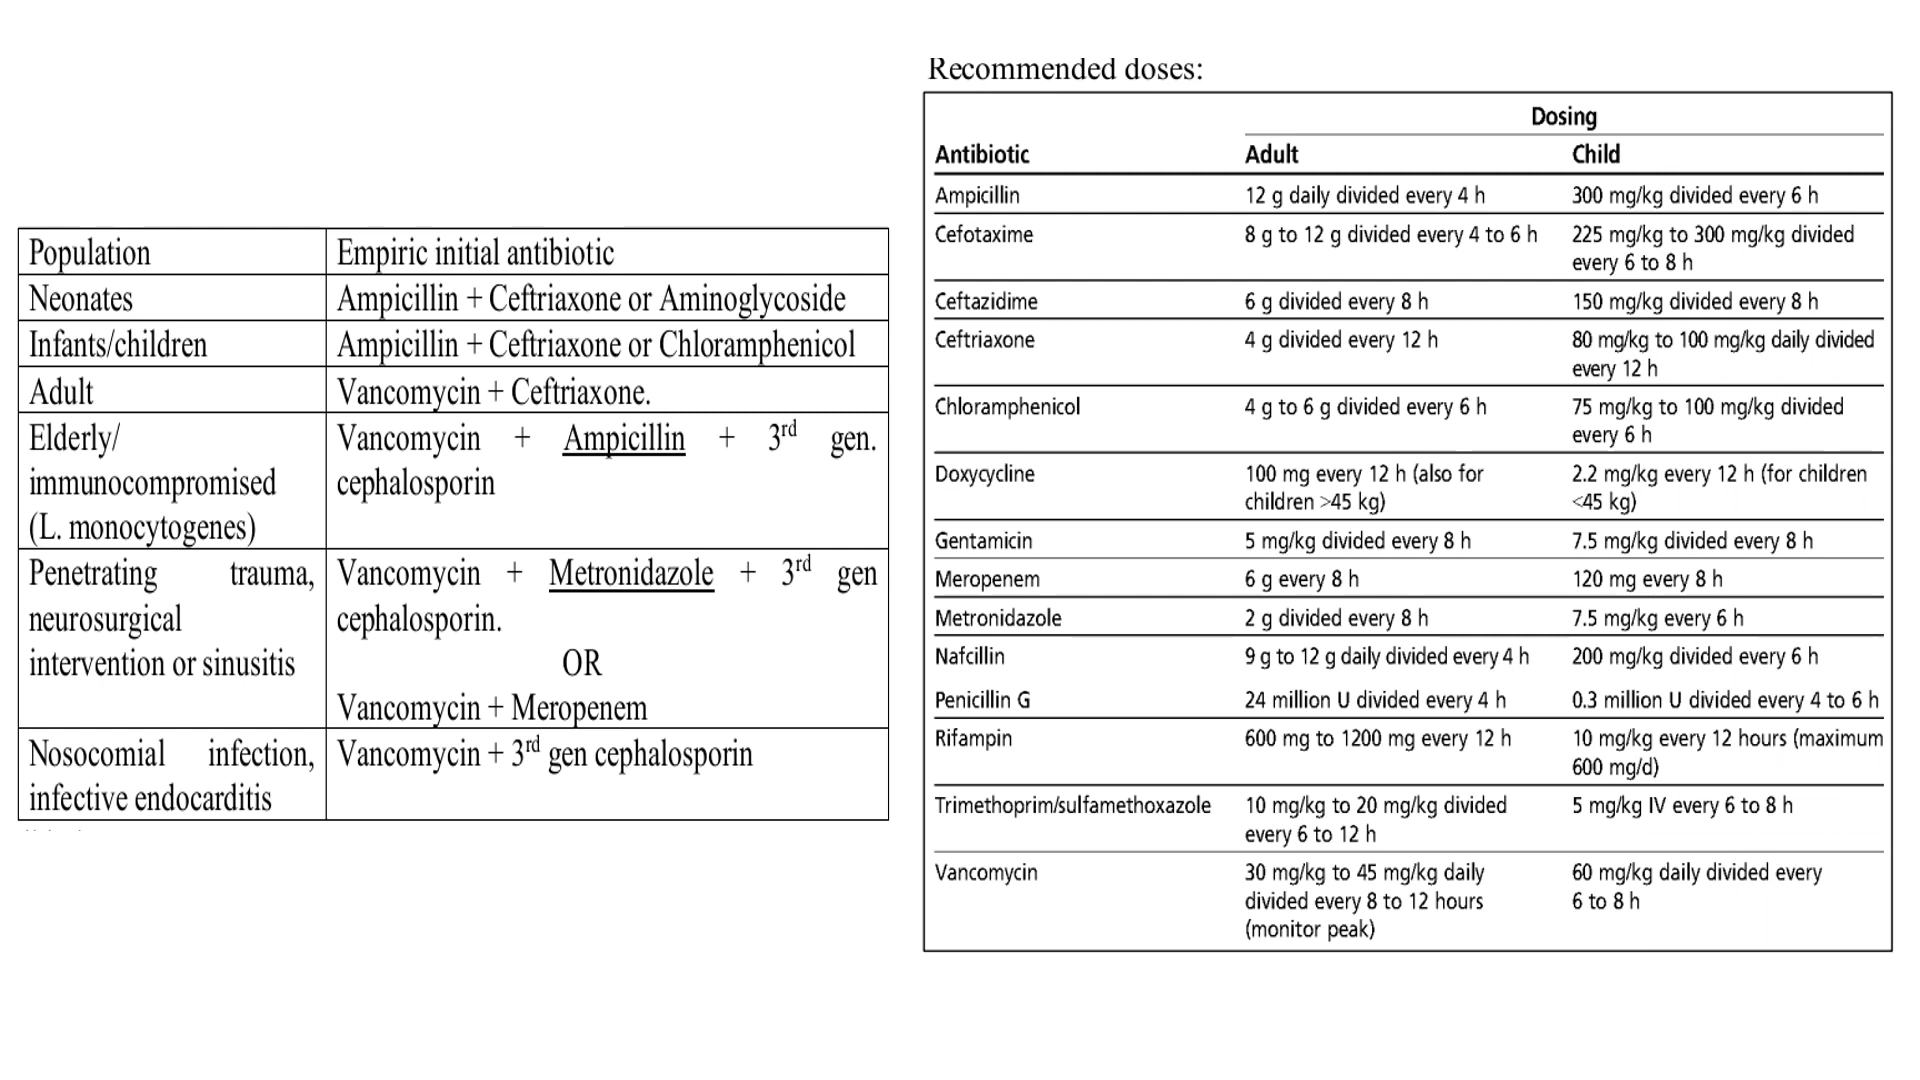 Population Empiric initial antibiotic
Neonates Ampicillin + Ceftriaxone or Aminoglycoside
Infants/children Ampicillin + Ceftriaxone or Chloramphenicol
Adult Vancomycin + Ceftriaxone.
Elderly/ Vancomycin + Ampicillin + 3rd gen.
immunocompromised cephalosporin
(L. monocytogenes)
Penetrating trauma, Vancomycin + Metronidazole + 3rd gen
neurosurgical cephalosporin.
intervention or sinusitis OR
Vancomycin + Meropenem
Nosocomial infection, Vancomycin + 3rd gen cephalosporin
infective endocarditis
Recommended doses:
Dosing
Antibiotic Adult Child
Ampicillin 12 g daily divided every 4 h 300 mg/kg divided every 6 h
Cefotaxime 8 g to 12 g divided every 4 to 6 h 225 mg/kg to 300 mg/kg divided
every 6 to 8 h
Ceftazidime 6 g divided every 8 h 150 mg/kg divided every 8 h
Ceftriaxone 4 g divided every 12 h 80 mg/kg to 100 mg/kg daily divided
every 12 h
Chloramphenicol 4 g to 6 g divided every 6 h 75 mg/kg to 100 mg/kg divided
every 6 h
Doxycycline 100 mg every 12 h (also for 2.2 mg/kg every 12 h (for children
children >45 kg) <45 kg)
Gentamicin 5 mg/kg divided every 8 h 7.5 mg/kg divided every 8 h
Meropenem 6 g every 8 h 120 mg every 8 h
Metronidazole 2 g divided every 8 h 7.5 mg/kg every 6 h
Nafcillin 9 g to 12 g daily divided every 4 h 200 mg/kg divided every 6 h
Penicillin G 24 million U divided every 4 h 0.3 million U divided every 4 to 6 h
Rifampin 600 mg to 1200 mg every 12 h 10 mg/kg every 12 hours (maximum
600 mg/d)
Trimethoprim/sulfamethoxazole 10 mg/kg to 20 mg/kg divided 5 mg/kg IV every 6 to 8 h
every 6 to 12 h
Vancomycin 30 mg/kg to 45 mg/kg daily 60 mg/kg daily divided every
divided every 8 to 12 hours 6 to 8 h
(monitor peak)